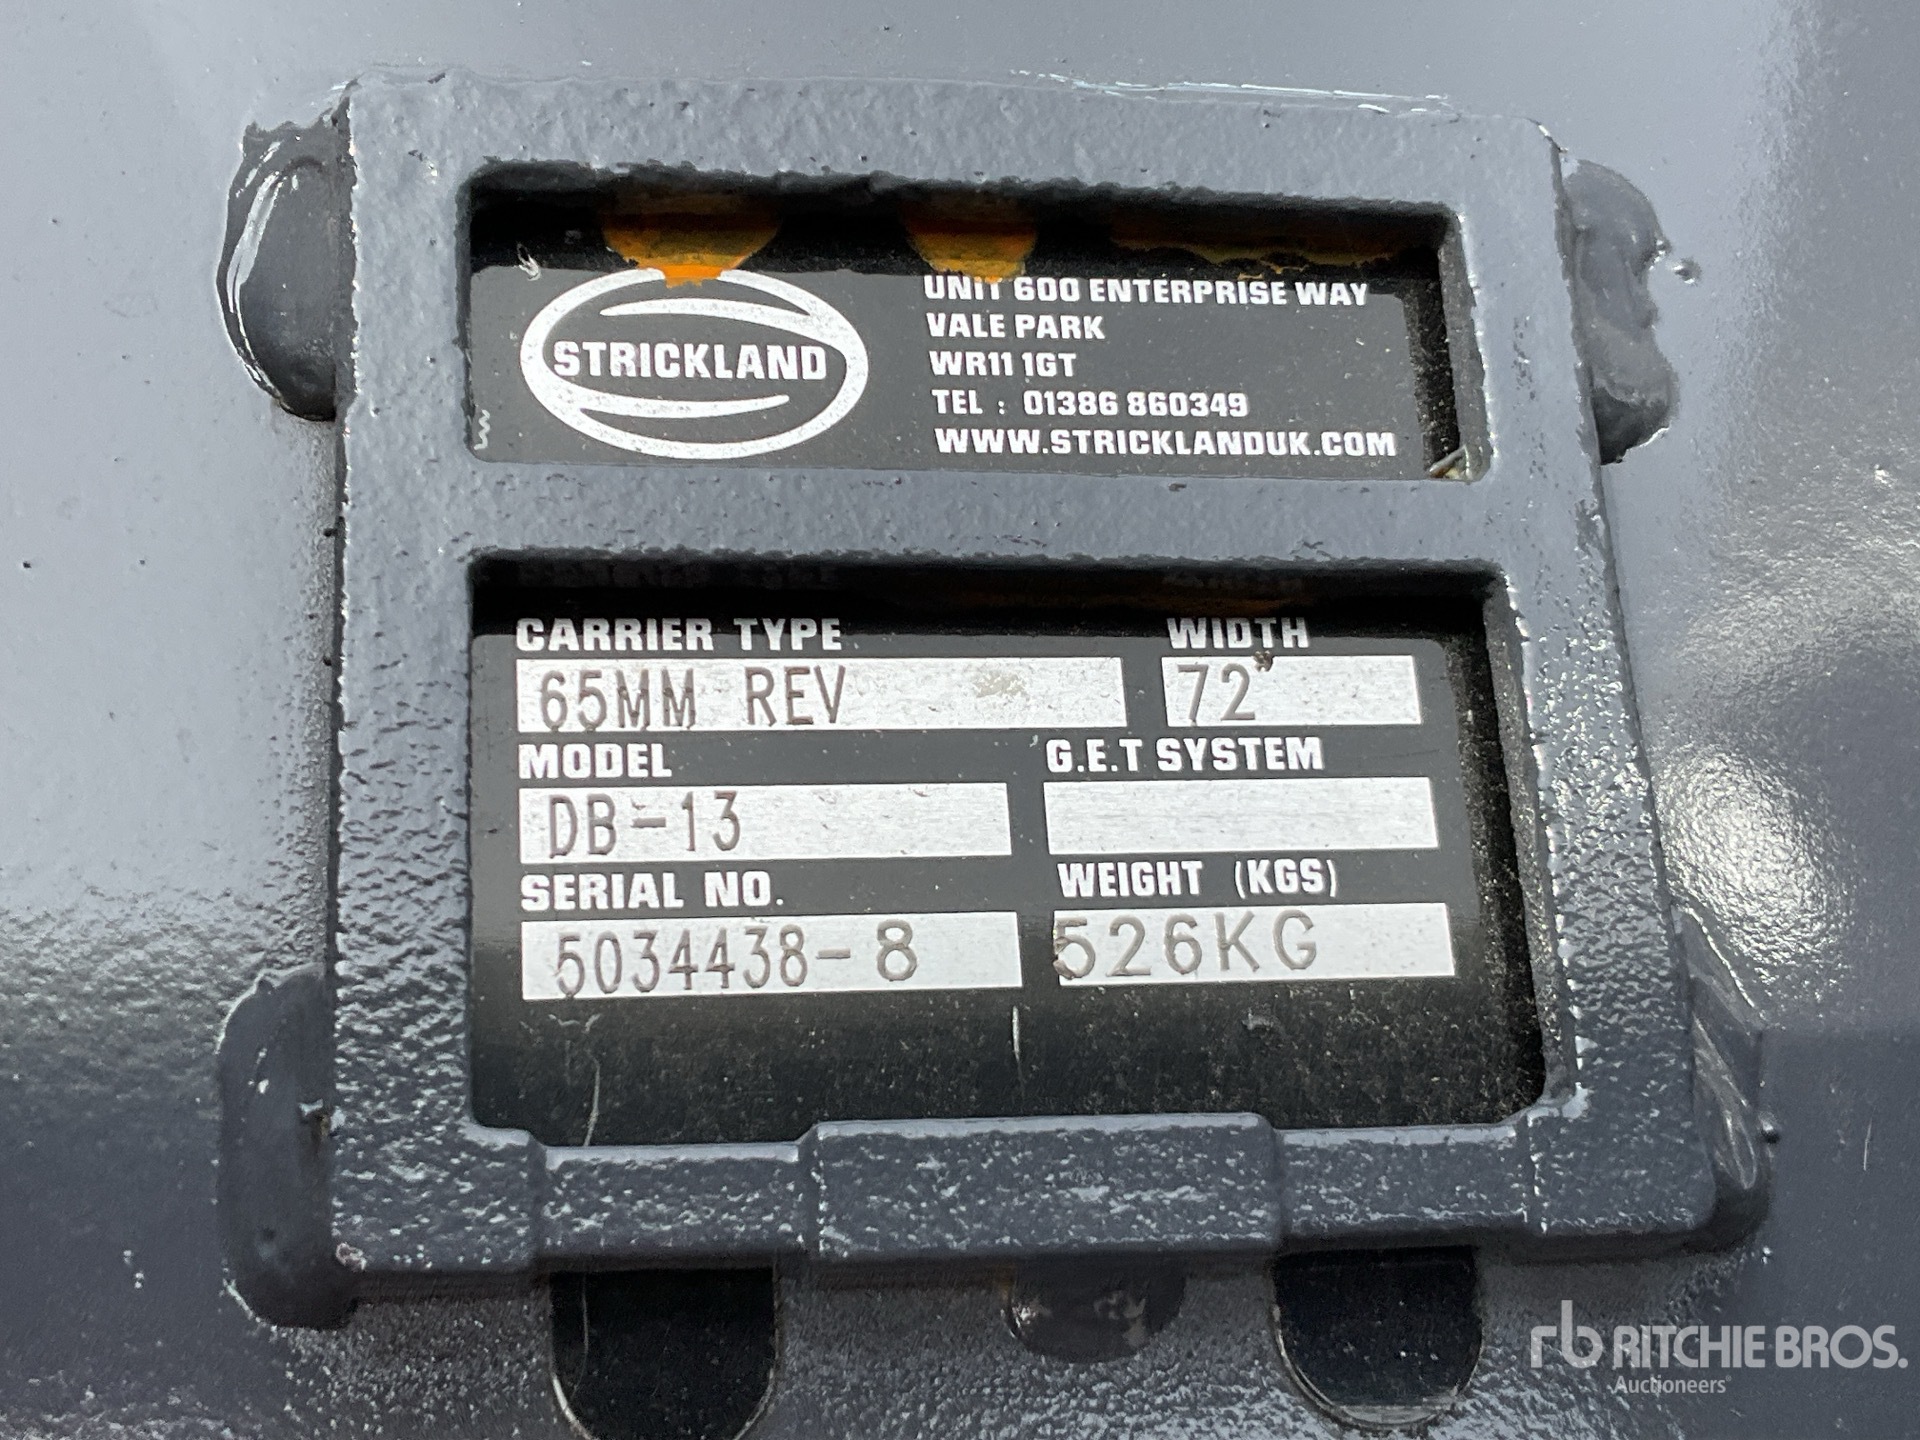 STRICKLAND
UNIT 600 ENTERPRISE WAY
VALE PARK
WR11 1GT
TEL : 01386 860349
WWW.STRICKLANDUK.COM
CARRIER TYPE
65MM REV
WIDTH
72"
MODEL
DB-13
G.E.T SYSTEM
SERIAL NO.
5034438-8
WEIGHT (KGS)
526KG
rb RITCHIE BROS.
Auctioneers